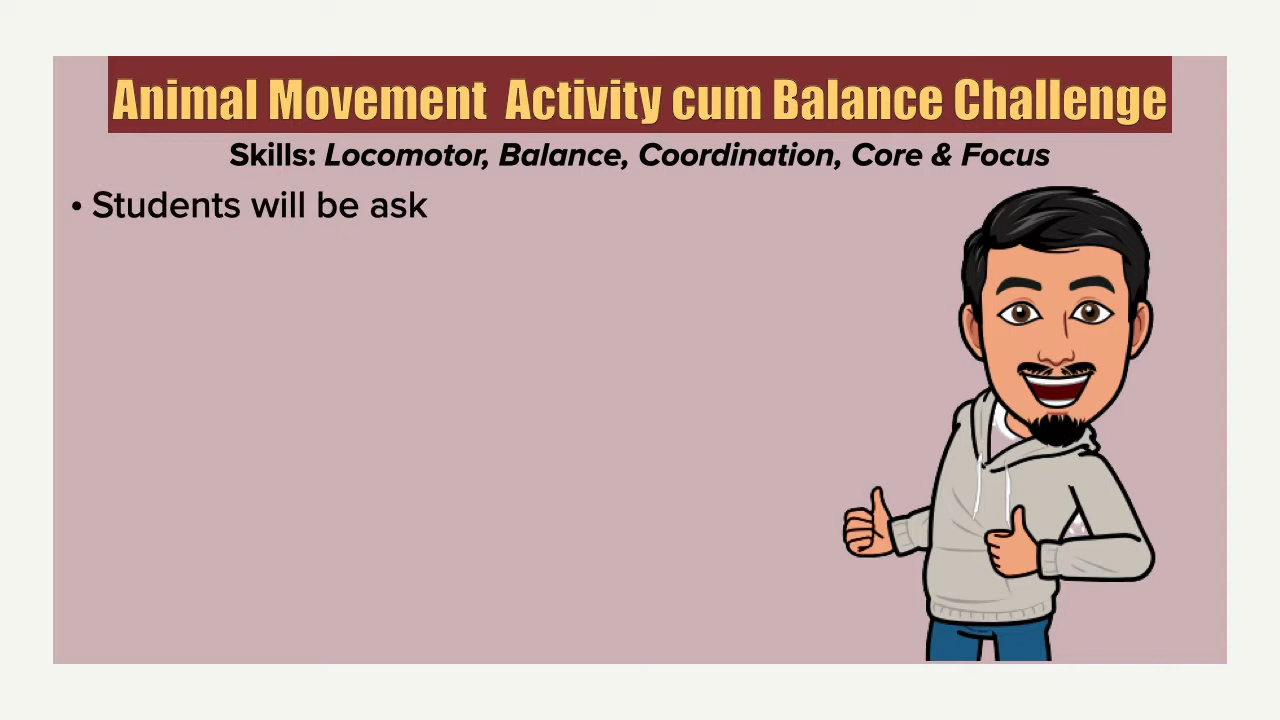 Animal Movement  Activity cum Balance Challenge
Skills: Locomotor, Balance, Coordination, Core & Focus
• Students will be ask